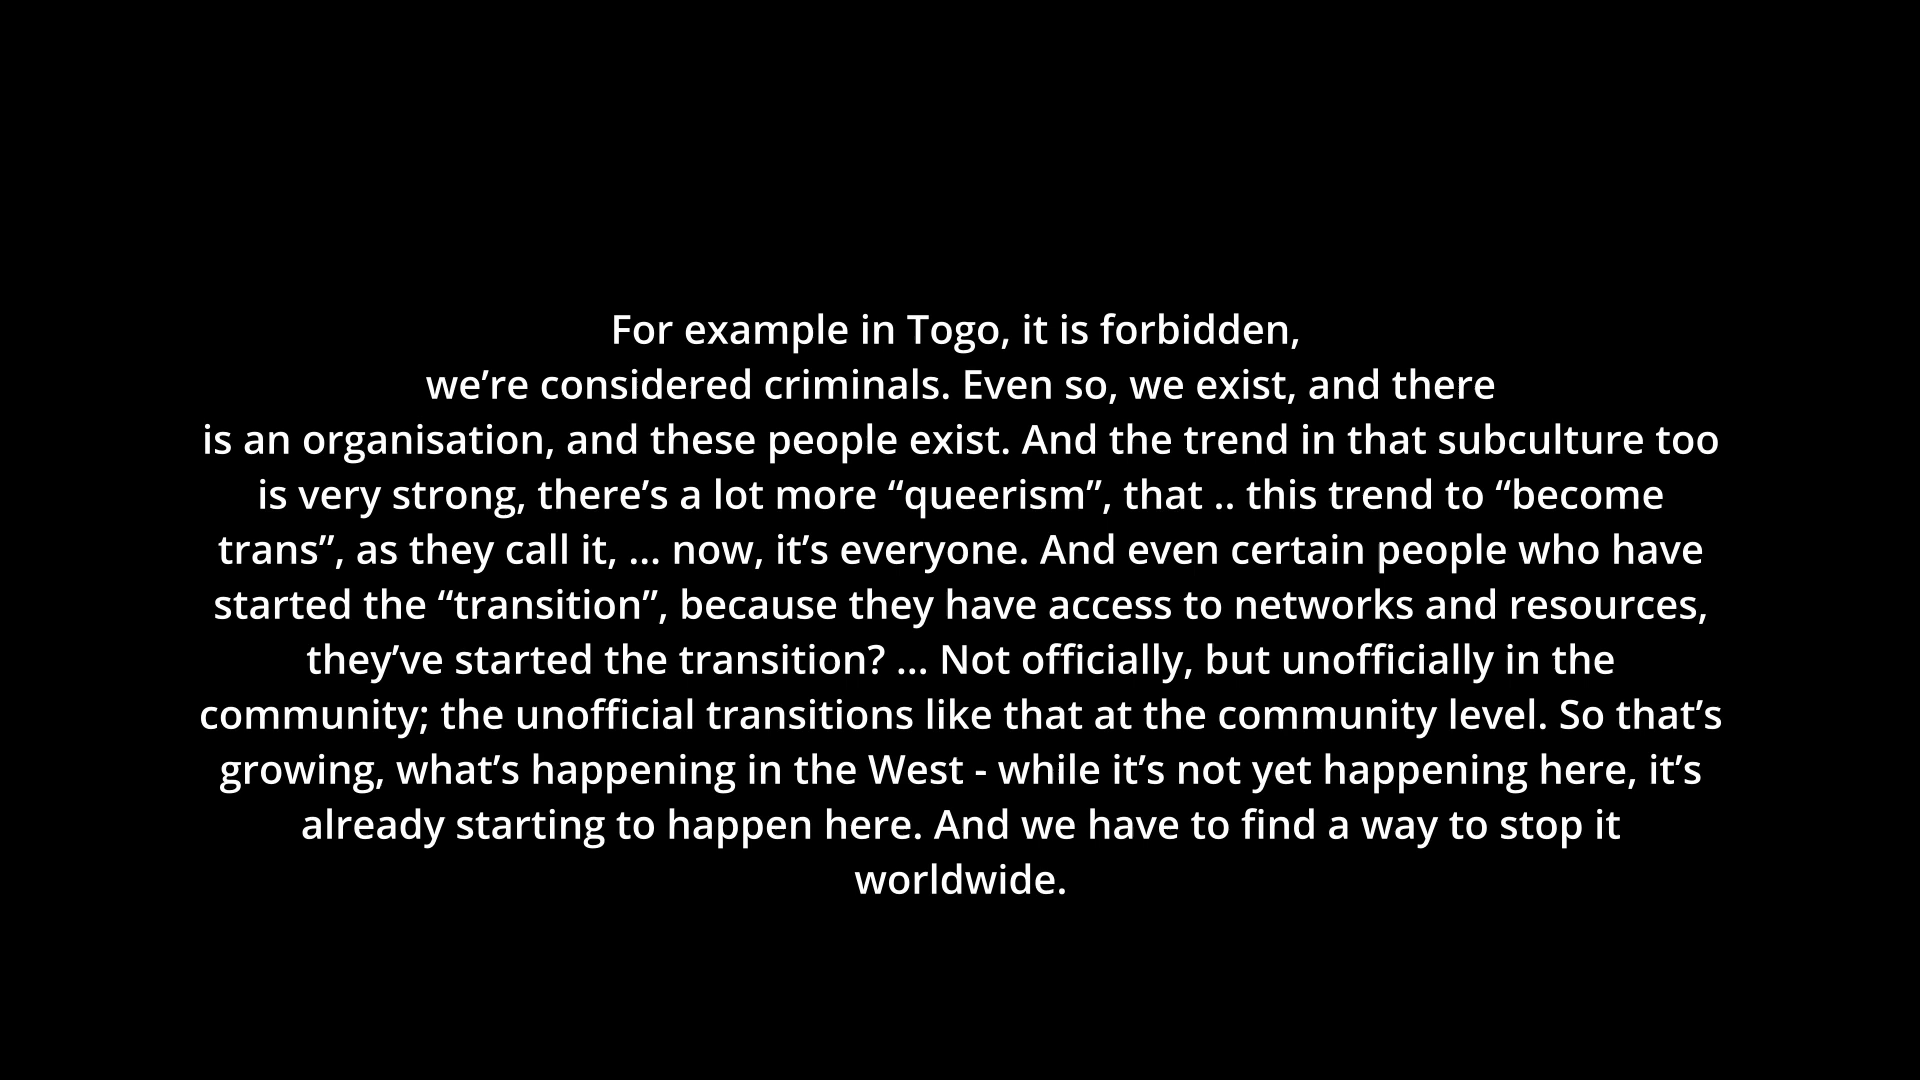 For example in Togo, it is forbidden,
we’re considered criminals. Even so, we exist, and there
is an organisation, and these people exist. And the trend in that subculture too
is very strong, there’s a lot more “queerism”, that .. this trend to “become
trans”, as they call it, ... now, it’s everyone. And even certain people who have
started the “transition”, because they have access to networks and resources,
they’ve started the transition? ... Not officially, but unofficially in the
community; the unofficial transitions like that at the community level. So that’s
growing, what’s happening in the West - while it’s not yet happening here, it’s
already starting to happen here. And we have to find a way to stop it
worldwide.